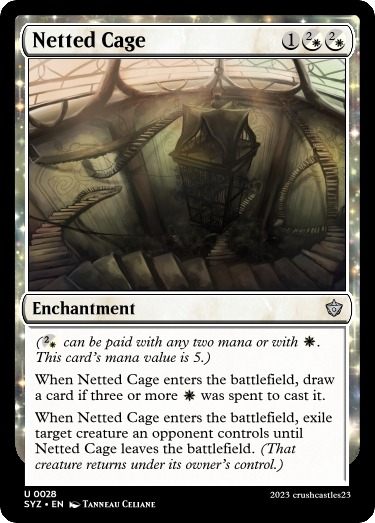 Netted Cage 1 2/☀ 2/☀
Enchantment
(2/☀ can be paid with any two mana or with ☀.
This card's mana value is 5.)
When Netted Cage enters the battlefield, draw
a card if three or more ☀ was spent to cast it.
When Netted Cage enters the battlefield, exile
target creature an opponent controls until
Netted Cage leaves the battlefield. (That
creature returns under its owner's control.)
U 0028
SYZ • EN Tanneau Celiane
2023 crushcastles23